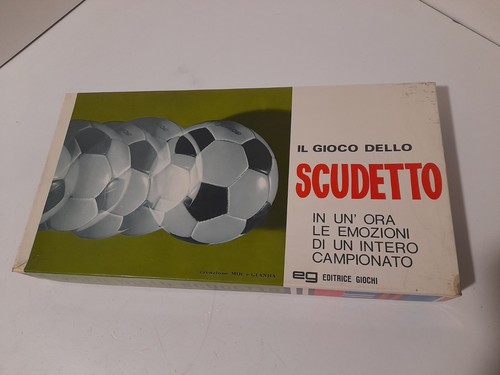 IL GIOCO DELLO
SCUDETTO
IN UN' ORA
LE EMOZIONI
DI UN INTERO
CAMPIONATO
eg EDITRICE GIOCHI